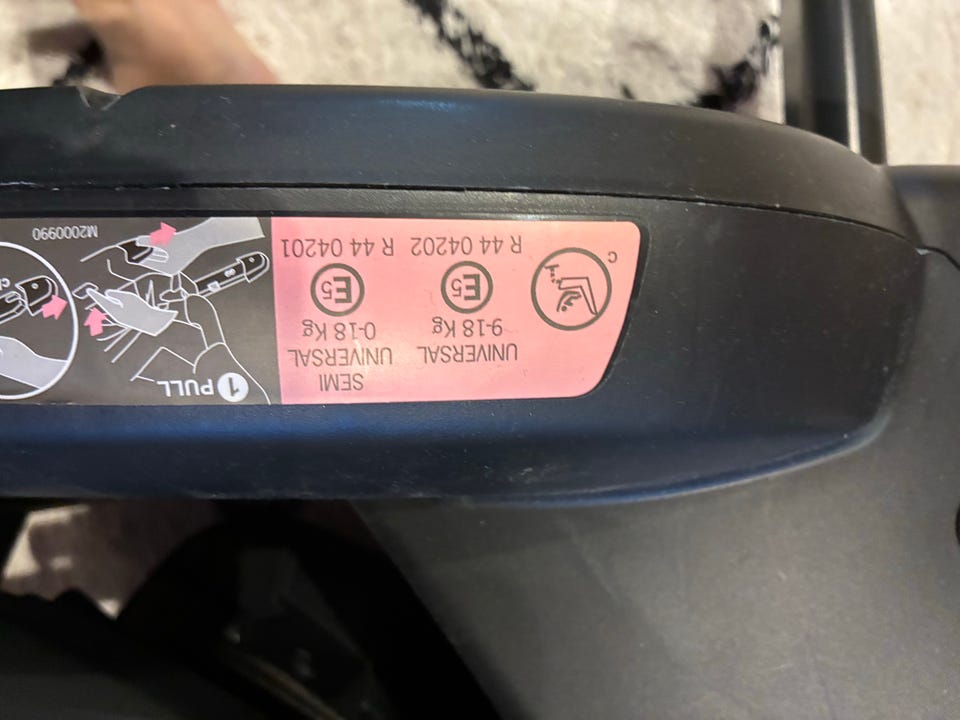 UNIVERSAL
9-18 Kg
E5
R 44 04202
SEMI
UNIVERSAL
0-18 Kg
E5
R 44 04201
C
1 PULL
M2000990